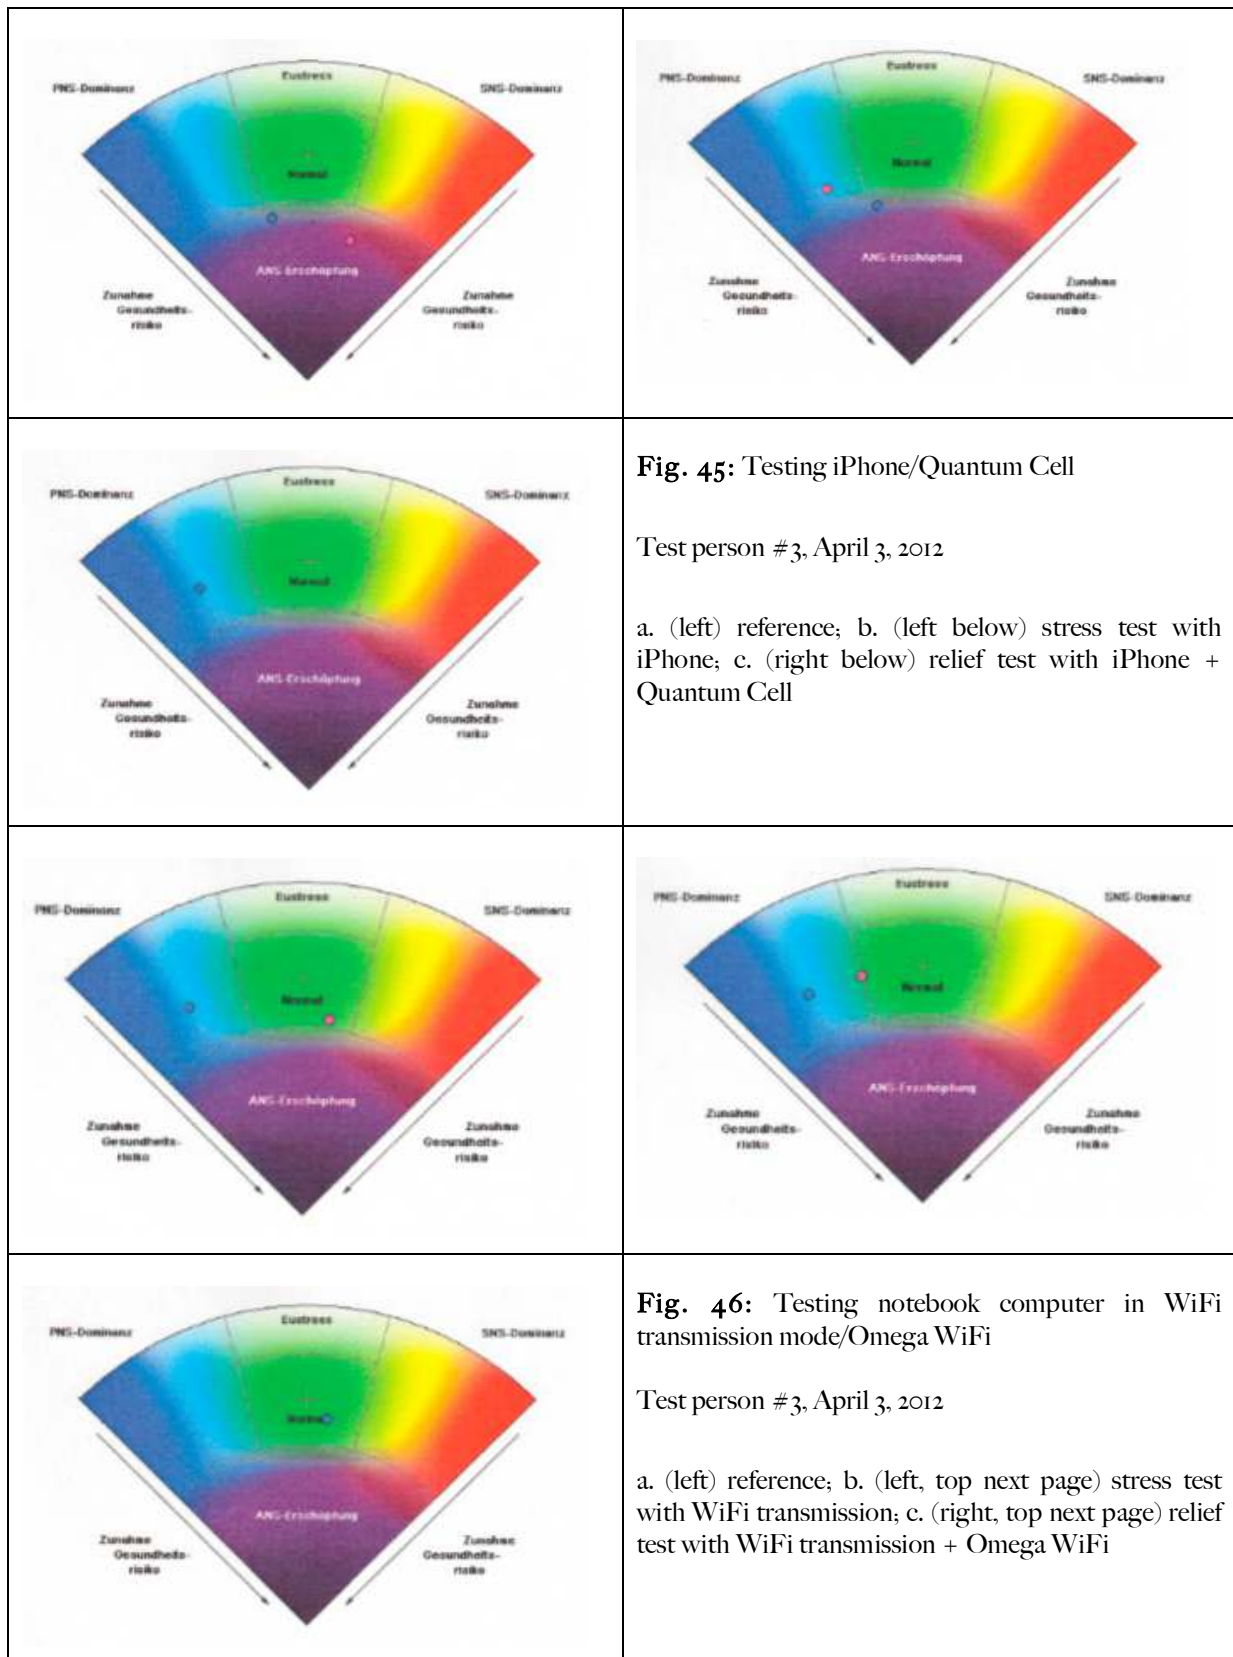 Eustress
PNS-Dominanz
SNS-Dominanz
Normal
ANS-Erschöpfung
Zunahme
Gesundheits-
risiko
Zunahme
Gesundheits-
risiko
Eustress
PNS-Dominanz
SNS-Dominanz
Normal
ANS-Erschöpfung
Zunahme
Gesundheits-
risiko
Zunahme
Gesundheits-
risiko
Eustress
PNS-Dominanz
SNS-Dominanz
Normal
ANS-Erschöpfung
Zunahme
Gesundheits-
risiko
Zunahme
Gesundheits-
risiko
Fig. 45: Testing iPhone/Quantum Cell
Test person #3, April 3, 2012
a. (left) reference; b. (left below) stress test with
iPhone; c. (right below) relief test with iPhone +
Quantum Cell
Eustress
PNS-Dominanz
SNS-Dominanz
Normal
ANS-Erschöpfung
Zunahme
Gesundheits-
risiko
Zunahme
Gesundheits-
risiko
Eustress
PNS-Dominanz
SNS-Dominanz
Normal
ANS-Erschöpfung
Zunahme
Gesundheits-
risiko
Zunahme
Gesundheits-
risiko
Eustress
PNS-Dominanz
SNS-Dominanz
Normal
ANS-Erschöpfung
Zunahme
Gesundheits-
risiko
Zunahme
Gesundheits-
risiko
Fig. 46: Testing notebook computer in WiFi
transmission mode/Omega WiFi
Test person #3, April 3, 2012
a. (left) reference; b. (left, top next page) stress test
with WiFi transmission; c. (right, top next page) relief
test with WiFi transmission + Omega WiFi